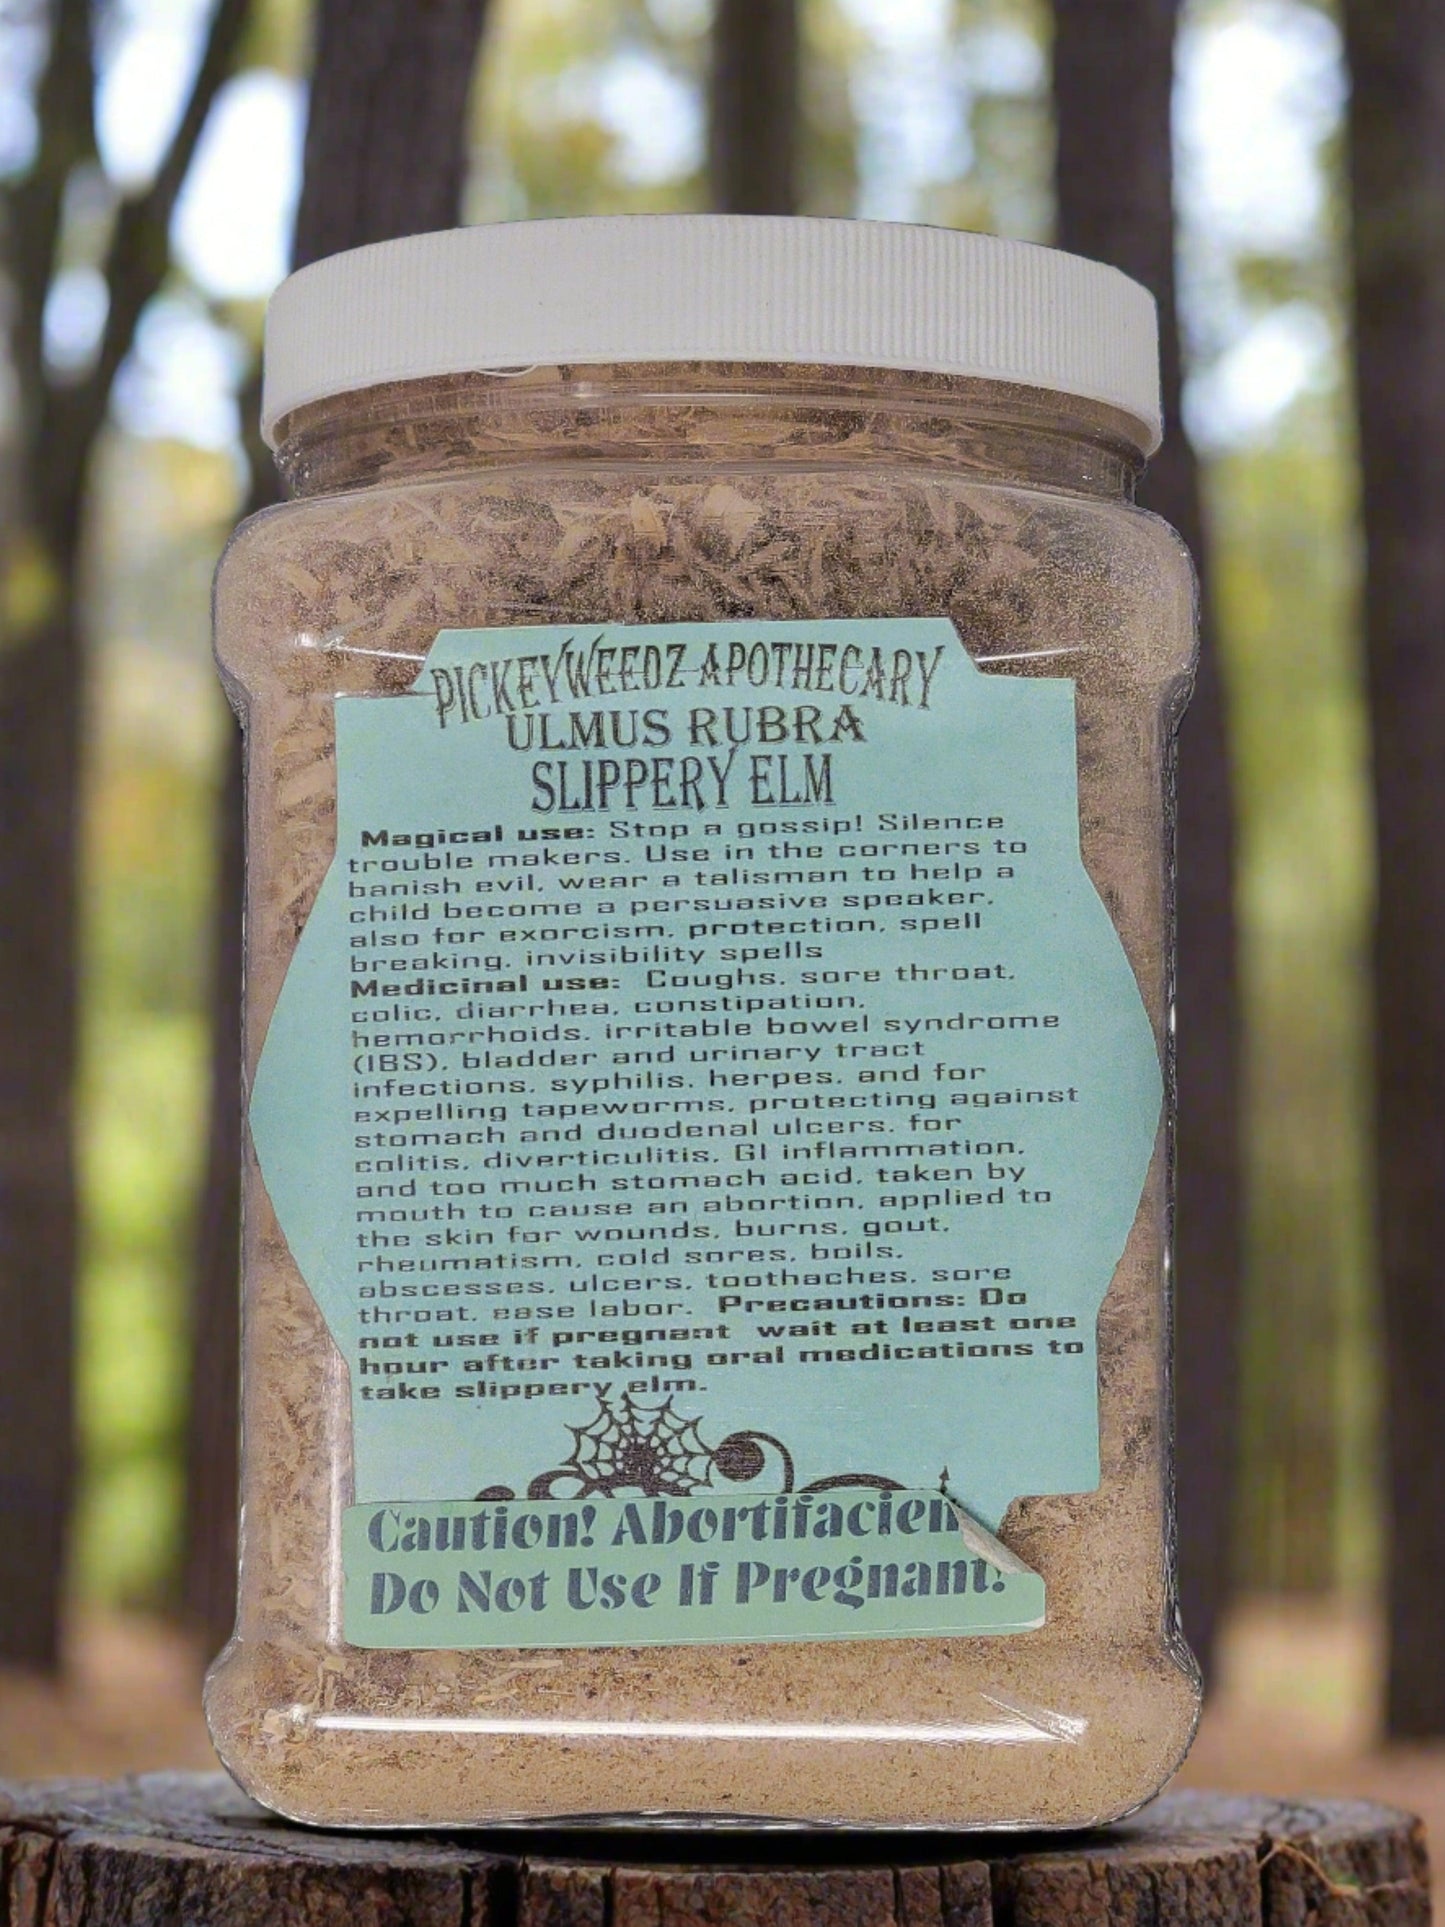 PICKEYWEEDZ APOTHECARY
ULMUS RUBRA
SLIPPERY ELM
Magical use: Stop a gossip! Silence
trouble makers. Use in the corners to
banish evil, wear a talisman to help a
child become a persuasive speaker,
also for exorcism, protection, spell
breaking, invisibility spells
Medicinal use: Coughs, sore throat,
colic, diarrhea, constipation,
hemorrhoids, irritable bowel syndrome
(IBS), bladder and urinary tract
infections, syphilis, herpes, and for
expelling tapeworms, protecting against
stomach and duodenal ulcers, for
colitis, diverticulitis, GI inflammation,
and too much stomach acid, taken by
mouth to cause an abortion, applied to
the skin for wounds, burns, gout,
rheumatism, cold sores, boils,
abscesses, ulcers, toothaches, sore
throat, ease labor. Precautions: Do
not use if pregnant wait at least one
hour after taking oral medications to
take slippery elm.
Caution! Abortifacien
Do Not Use If Pregnant!